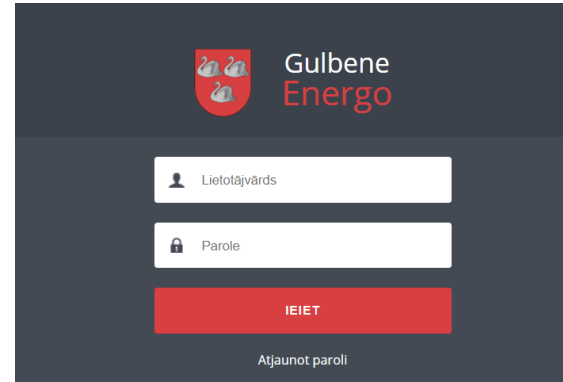 Gulbene
Energo
Lietotājvārds
Parole
IEIET
Atjaunot paroli